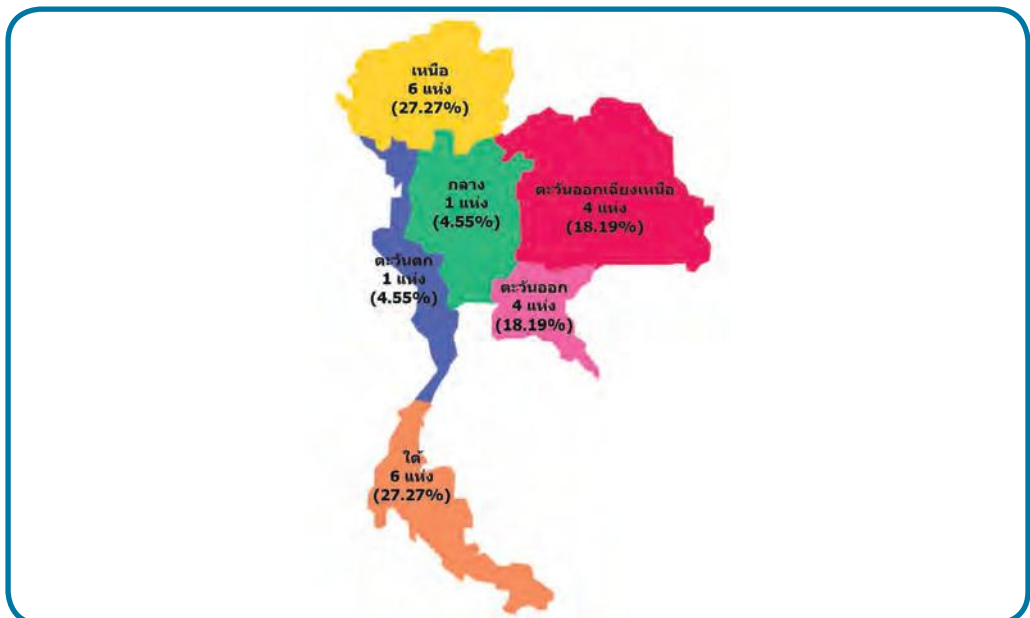 เหนือ
6 แห่ง
(27.27%)
กลาง
1 แห่ง
(4.55%)
ตะวันออกเฉียงเหนือ
4 แห่ง
(18.19%)
ตะวันตก
1 แห่ง
(4.55%)
ตะวันออก
4 แห่ง
(18.19%)
ใต้
6 แห่ง
(27.27%)